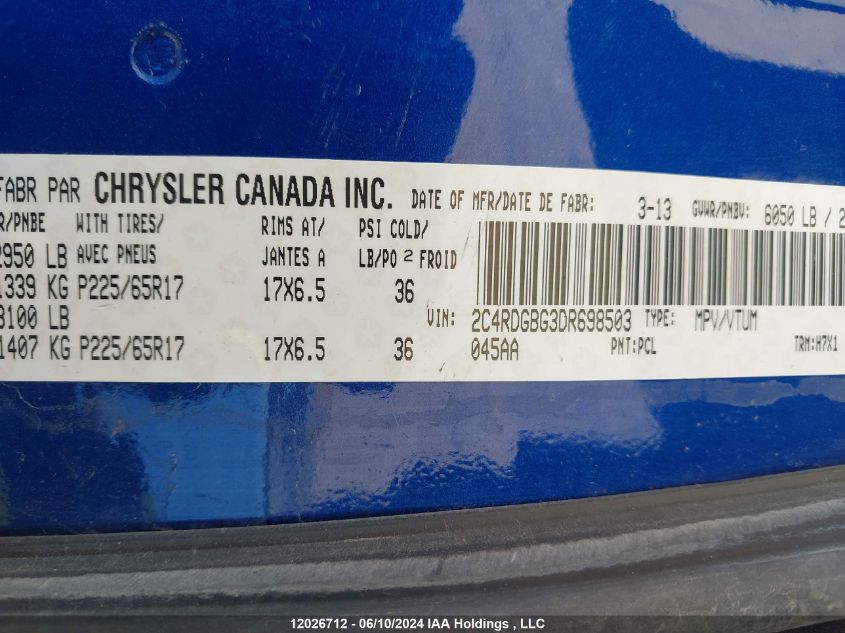 FABR PAR CHRYSLER CANADA INC. DATE OF MFR/DATE DE FABR: 3-13 GVWR/PNBV: 6050 LB / 2
R/PNBE WITH TIRES/ RIMS AT/ PSI COLD/
2950 LB AVEC PNEUS JANTES A LB/PO 2 FROID
1339 KG P225/65R17 17X6.5 36
3100 LB VIN: 2C4RDGBG3DR698503 TYPE: MPV/VTUM
1407 KG P225/65R17 17X6.5 36 045AA PNT:PCL TRM:H7X1
12026712 - 06/10/2024 IAA Holdings , LLC